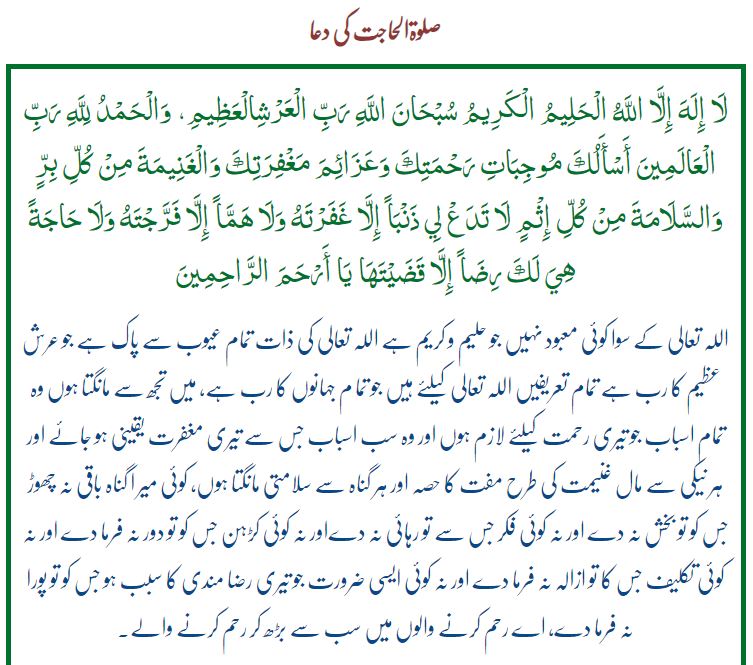 صلوۃ الحاجت کی دعا
لَا إِلَهَ إِلَّا اللَّهُ الْحَلِيمُ الْكَرِيمُ سُبْحَانَ اللَّهِ رَبِّ الْعَرْشِالْعَظِيمِ، وَالْحَمْدُ لِلَّهِ رَبِّ
الْعَالَمِينَ أَسْأَلُكَ مُوجِبَاتِ رَحْمَتِكَ وَعَزَائِمَ مَغْفَرَتِكَ وَالْغَنِيمَةَ مِنْ كُلِّ بِرٍّ
وَالسَّلَامَةَ مِنْ كُلِّ إِثْمٍ لَا تَدَعْ لِي ذَنْبَاً إِلَّا غَفَرْتَهُ وَلَا هَمَّاً إِلَّا فَرَّجْتَهُ وَلَا حَاجَةً
هِيَ لَكَ رِضَاً إِلَّا قَضَيْتَهَا يَا أَرْحَمَ الرَّاحِمِينَ
اللہ تعالی کے سوا کوئی معبود نہیں جو حلیم و کریم ہے اللہ تعالی کی ذات تمام عیوب سے پاک ہے جو عرش
عظیم کا رب ہے تمام تعریفیں اللہ تعالی کیلئے ہیں جو تمام جہانوں کا رب ہے، میں تجھ سے مانگتا ہوں وہ
تمام اسباب جو تیری رحمت کیلئے لازم ہوں اور وہ سب اسباب جس سے تیری مغفرت یقینی ہو جائے اور
ہر نیکی سے مال غنیمت کی طرح مفت کا حصہ اور ہر گناہ سے سلامتی مانگتا ہوں، کوئی میرا گناہ باقی نہ چھوڑ
جس کو تو بخش نہ دے اور نہ کوئی فکر جس سے تو رہائی نہ دےاور نہ کوئی کڑہن جس کو تو دور نہ فرما دے اور نہ
کوئی تکلیف جس کا تو ازالہ نہ فرما دے اور نہ کوئی ایسی ضرورت جو تیری رضا مندی کا سبب ہو جس کو تو پورا
نہ فرما دے، اے رحم کرنے والوں میں سب سے بڑھ کر رحم کرنے والے۔